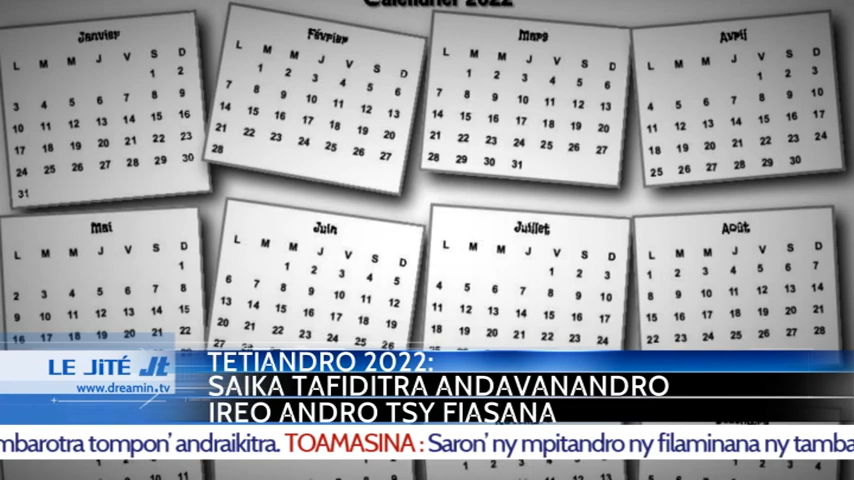 Calendrier 2022
Janvier
L M M J V S D
1 2
3 4 5 6 7 8 9
10 11 12 13 14 15 16
17 18 19 20 21 22 23
24 25 26 27 28 29 30
31
Février
L M M J V S D
1 2 3 4 5 6
7 8 9 10 11 12 13
14 15 16 17 18 19 20
21 22 23 24 25 26 27
28
Mars
L M M J V S D
1 2 3 4 5 6
7 8 9 10 11 12 13
14 15 16 17 18 19 20
21 22 23 24 25 26 27
28 29 30 31
Avril
L M M J V S D
1 2 3
4 5 6 7 8 9 10
11 12 13 14 15 16 17
18 19 20 21 22 23 24
25 26 27 28 29 30
Mai
L M M J V S D
1
2 3 4 5 6 7 8
9 10 11 12 13 14 15
16 17 18 19 20 21 22
Juin
L M M J V S D
1 2 3 4 5
6 7 8 9 10 11 12
13 14 15 16 17 18 19
20 21 22 23 24 25 26
Juillet
L M M J V S D
1 2 3
4 5 6 7 8 9 10
11 12 13 14 15 16 17
18 19 20 21 22 23 24
Août
L M M J V S D
1 2 3 4 5 6 7
8 9 10 11 12 13 14
15 16 17 18 19 20 21
22 23 24 25 26 27 28
LE JiTÉ Jt
www.dreamin.tv
TETIANDRO 2022:
SAIKA TAFIDITRA ANDAVANANDRO
IREO ANDRO TSY FIASANA
mbarotra tompon' andraikitra. TOAMASINA : Saron' ny mpitandro ny filaminana ny tamba